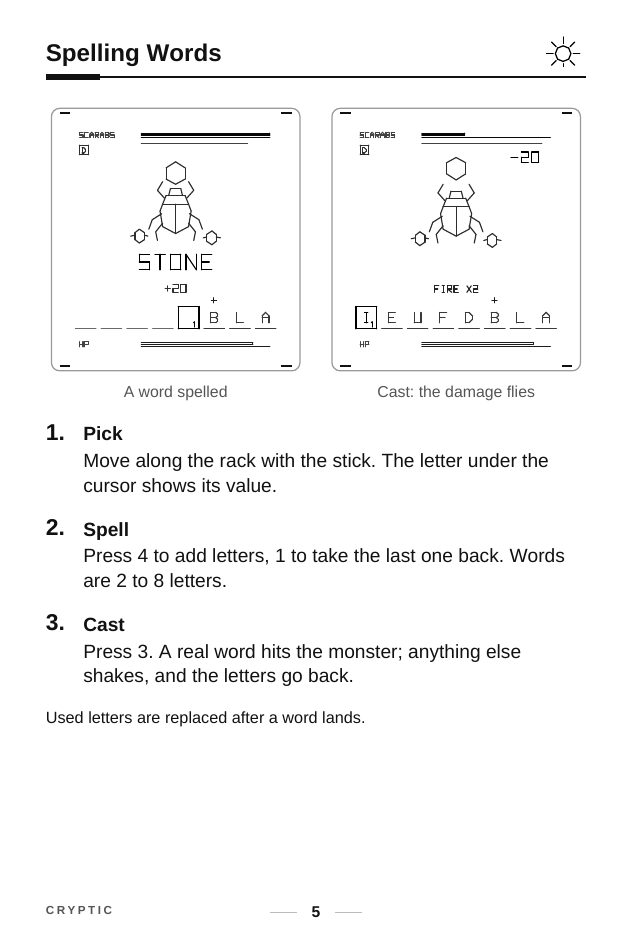 Spelling Words
SCARABS
D
STONE
+20
+
1 B L A
HP
A word spelled
SCARABS
D
-20
FIRE X2
+
I1 E U F D B L A
HP
Cast: the damage flies
1. Pick
Move along the rack with the stick. The letter under the
cursor shows its value.
2. Spell
Press 4 to add letters, 1 to take the last one back. Words
are 2 to 8 letters.
3. Cast
Press 3. A real word hits the monster; anything else
shakes, and the letters go back.
Used letters are replaced after a word lands.
CRYPTIC
5